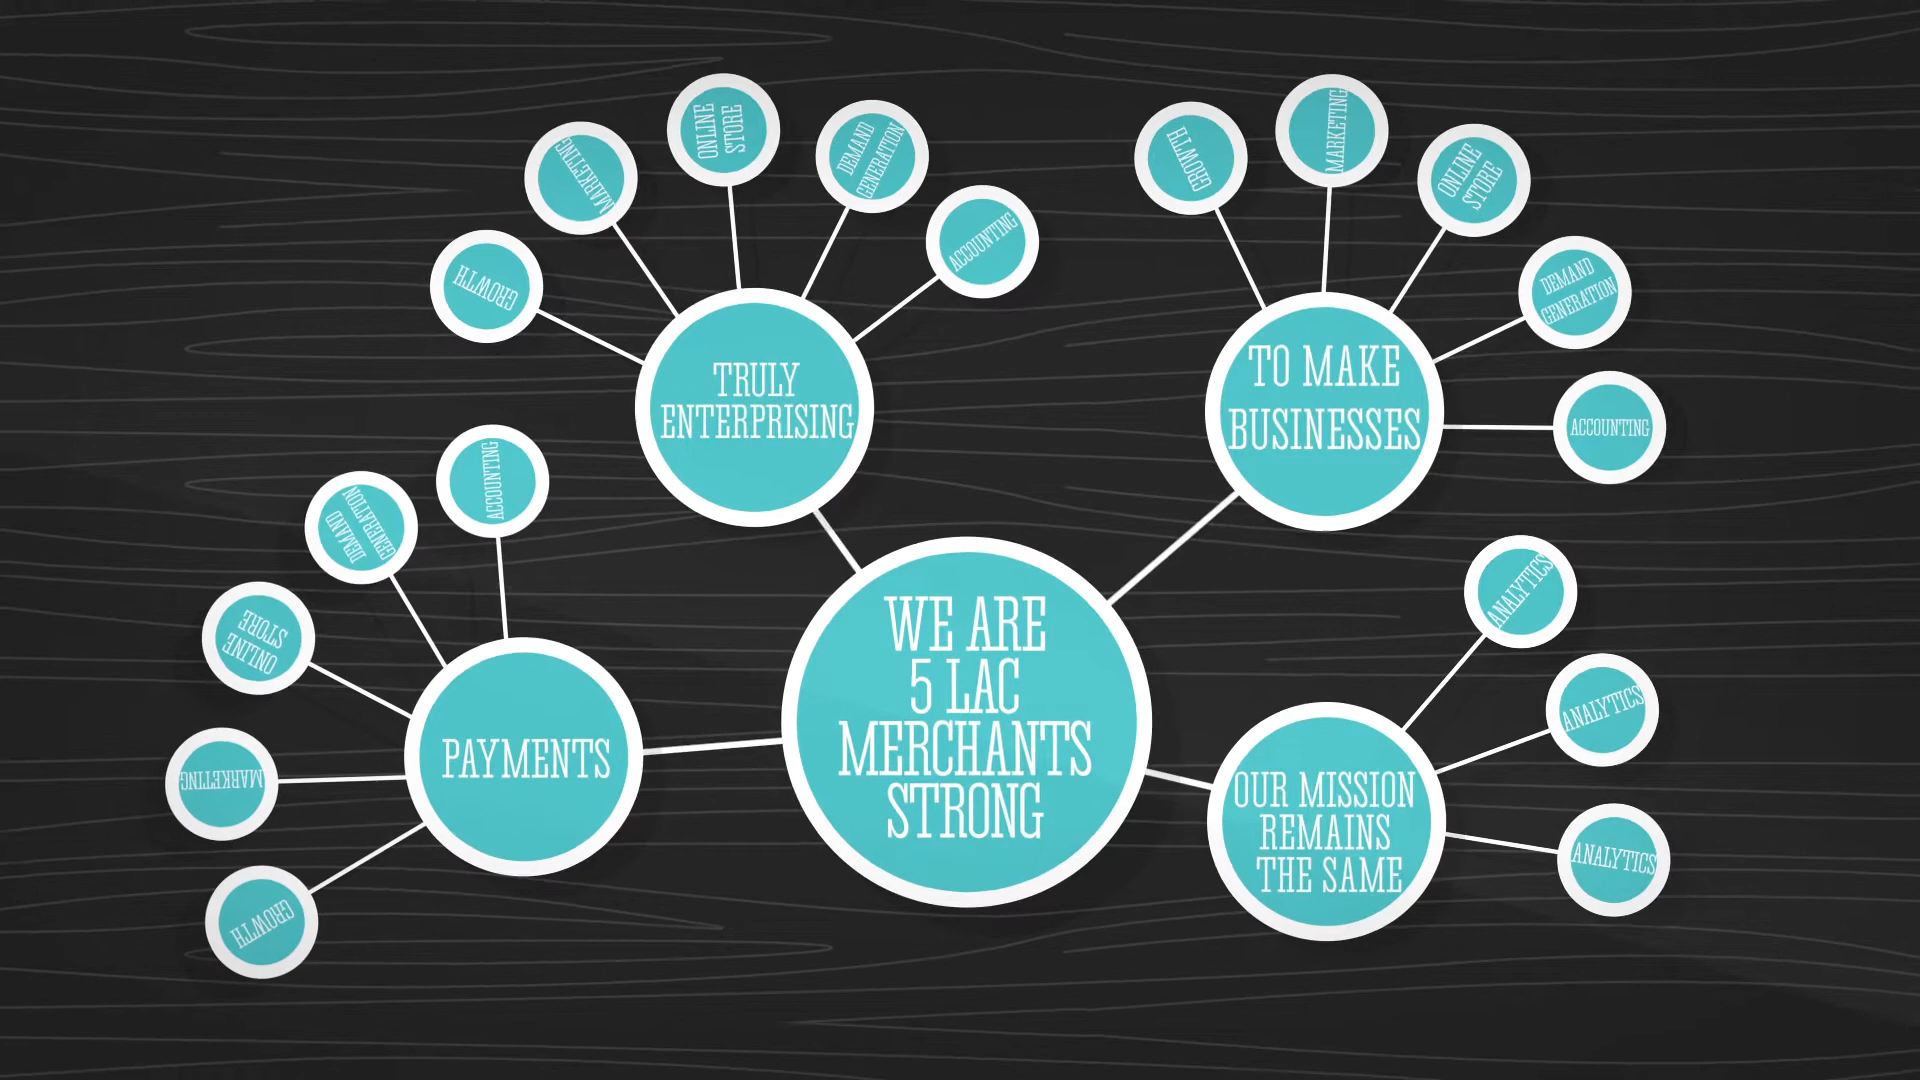 WE ARE
5 LAC
MERCHANTS
STRONG
PAYMENTS
GROWTH
MARKETING
ONLINE
STORE
DEMAND
GENERATION
ACCOUNTING
TRULY
ENTERPRISING
GROWTH
MARKETING
ONLINE
STORE
DEMAND
GENERATION
ACCOUNTING
TO MAKE
BUSINESSES
GROWTH
MARKETING
ONLINE
STORE
DEMAND
GENERATION
ACCOUNTING
OUR MISSION
REMAINS
THE SAME
ANALYTICS
ANALYTICS
ANALYTICS